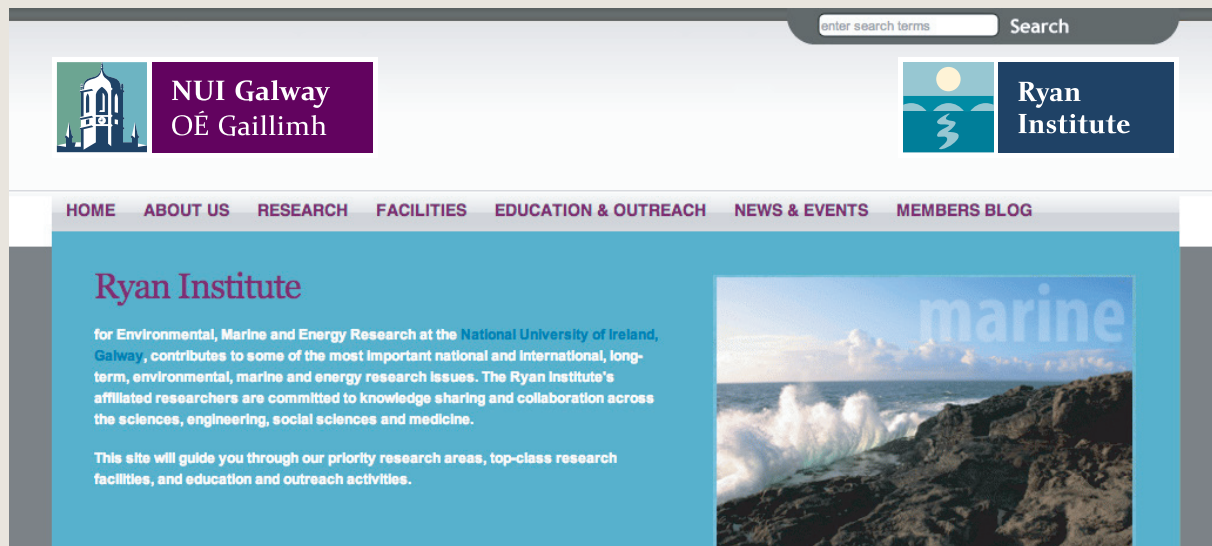 enter search terms Search
NUI Galway
OÉ Gaillimh
Ryan
Institute
HOME ABOUT US RESEARCH FACILITIES EDUCATION & OUTREACH NEWS & EVENTS MEMBERS BLOG
Ryan Institute
marine
for Environmental, Marine and Energy Research at the National University of Ireland,
Galway, contributes to some of the most important national and international, long-
term, environmental, marine and energy research issues. The Ryan Institute's
affiliated researchers are committed to knowledge sharing and collaboration across
the sciences, engineering, social sciences and medicine.
This site will guide you through our priority research areas, top-class research
facilities, and education and outreach activities.